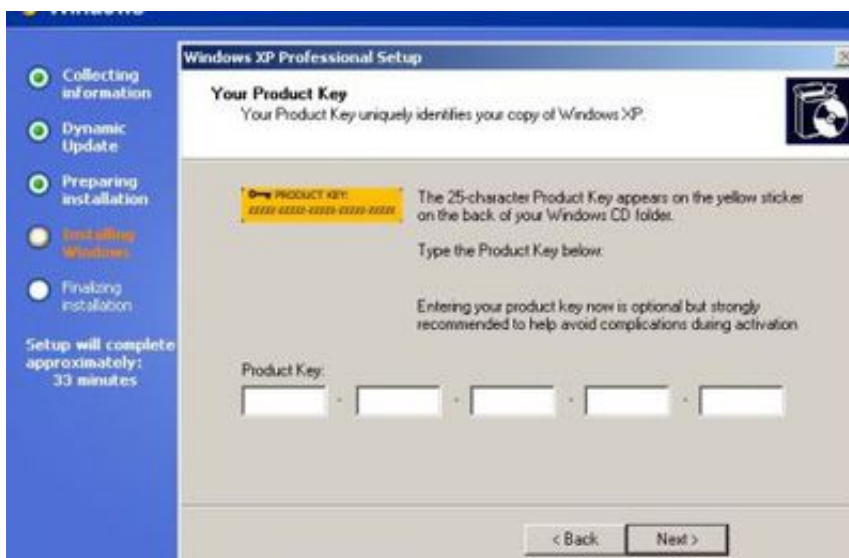 Windows XP Professional Setup
Collecting
information
Dynamic
Update
Preparing
installation
Installing
Windows
Finalizing
installation
Setup will complete
approximately:
33 minutes
Your Product Key
Your Product Key uniquely identifies your copy of Windows XP.
PRODUCT KEY:
The 25-character Product Key appears on the yellow sticker
on the back of your Windows CD folder.
Type the Product Key below:
Entering your product key now is optional but strongly
recommended to help avoid complications during activation
Product Key:
- - - -
< Back
Next >